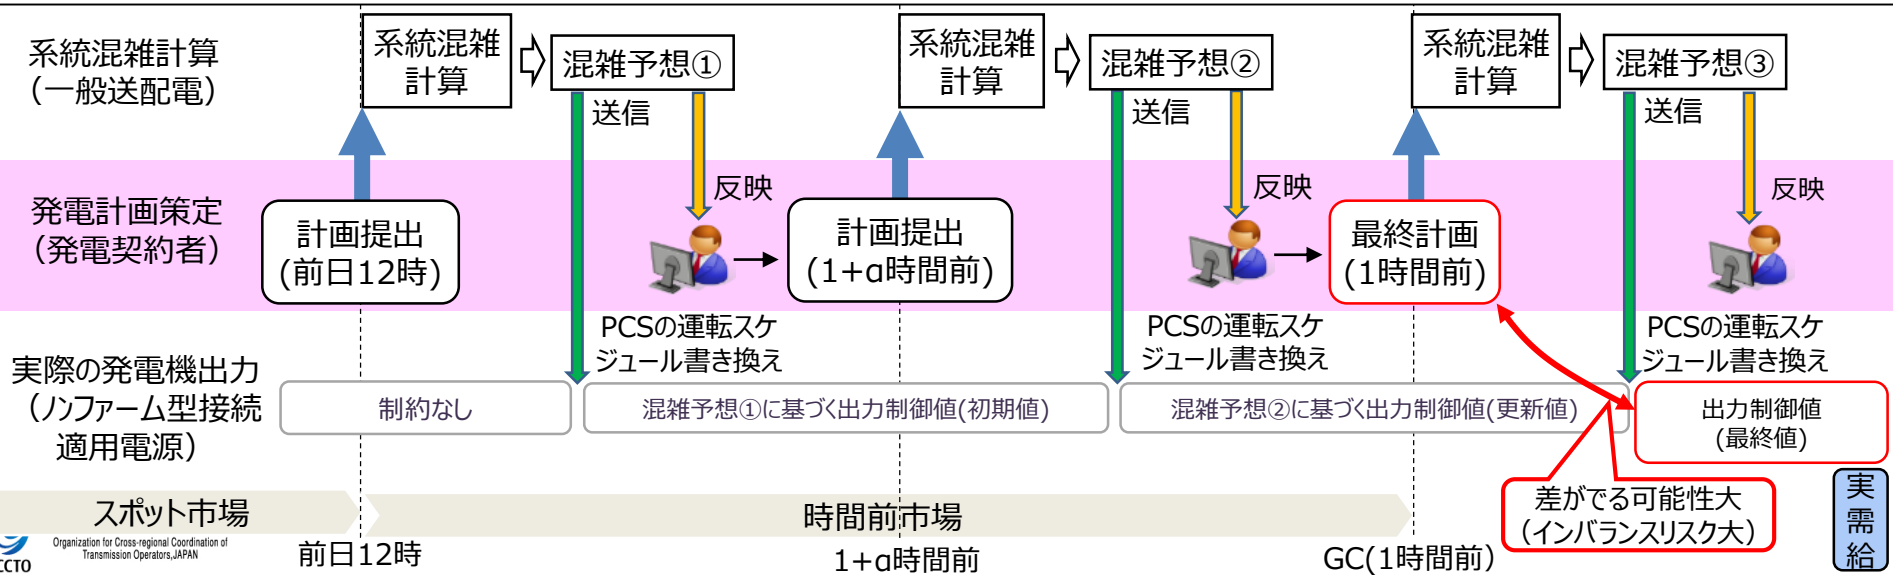 系統混雑計算
（一般送配電）
系統混雑
計算
混雑予想①
系統混雑
計算
混雑予想②
系統混雑
計算
混雑予想③
送信
送信
送信
反映
反映
反映
発電計画策定
（発電契約者）
計画提出
(前日12時)
計画提出
(1+α時間前)
最終計画
(1時間前)
PCSの運転スケ
ジュール書き換え
PCSの運転スケ
ジュール書き換え
PCSの運転スケ
ジュール書き換え
実際の発電機出力
（ノンファーム型接続
適用電源）
制約なし
混雑予想①に基づく出力制御値(初期値)
混雑予想②に基づく出力制御値(更新値)
出力制御値
(最終値)
差がでる可能性大
（インバランスリスク大）
実需給
スポット市場
時間前市場
Organization for Cross-regional Coordination of
Transmission Operators,JAPAN
前日12時
1+α時間前
GC(1時間前）